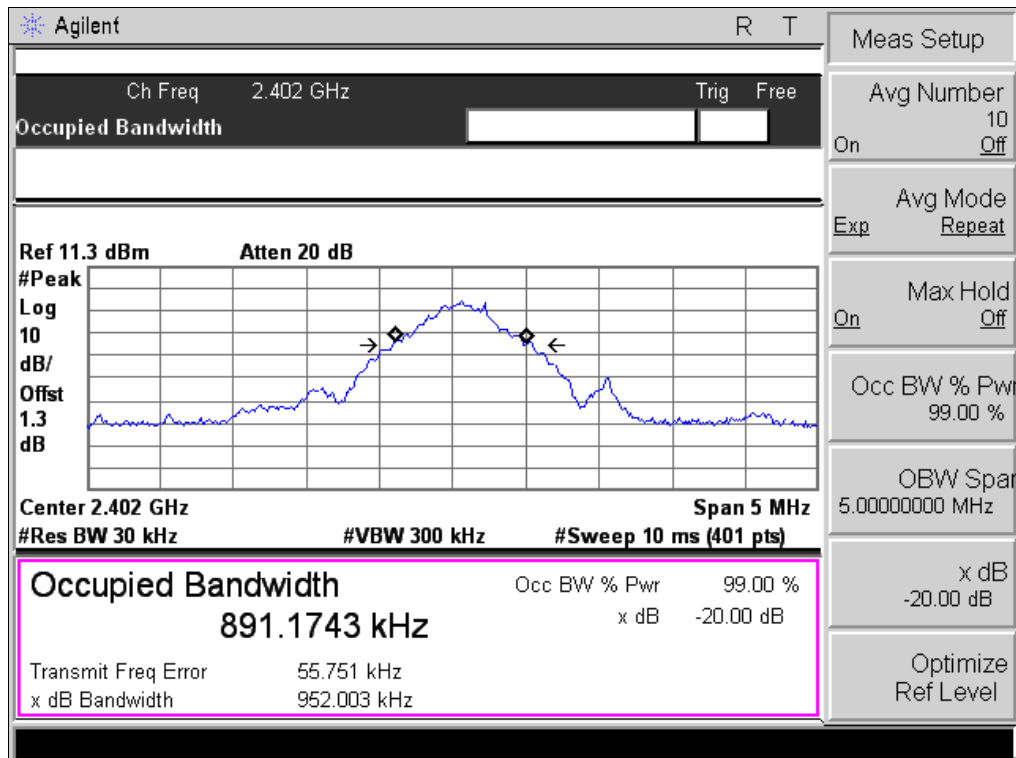 Agilent R T
Ch Freq 2.402 GHz Trig Free
Occupied Bandwidth
Ref 11.3 dBm Atten 20 dB
#Peak
Log
10
dB/
Offst
1.3
dB
Center 2.402 GHz Span 5 MHz
#Res BW 30 kHz #VBW 300 kHz #Sweep 10 ms (401 pts)
Occupied Bandwidth
891.1743 kHz
Occ BW % Pwr 99.00 %
x dB -20.00 dB
Transmit Freq Error 55.751 kHz
x dB Bandwidth 952.003 kHz
Meas Setup
Avg Number
10
On Off
Avg Mode
Exp Repeat
Max Hold
On Off
Occ BW % Pwr
99.00 %
OBW Span
5.00000000 MHz
x dB
-20.00 dB
Optimize
Ref Level